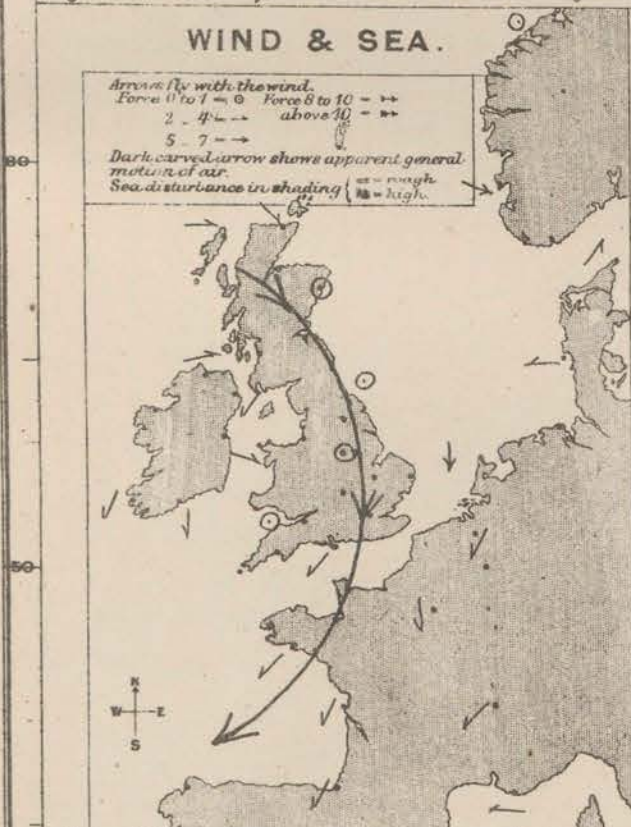 WIND & SEA.
Arrows fly with the wind.
Force 0 to 1 = ⊙ Force 8 to 10 = ↣
2 - 4 = → above 10 =
5 - 7 = →
Dark curved arrow shows apparent general
motion of air.
Sea disturbance in shading { = rough
= high.
60
50
N
W E
S